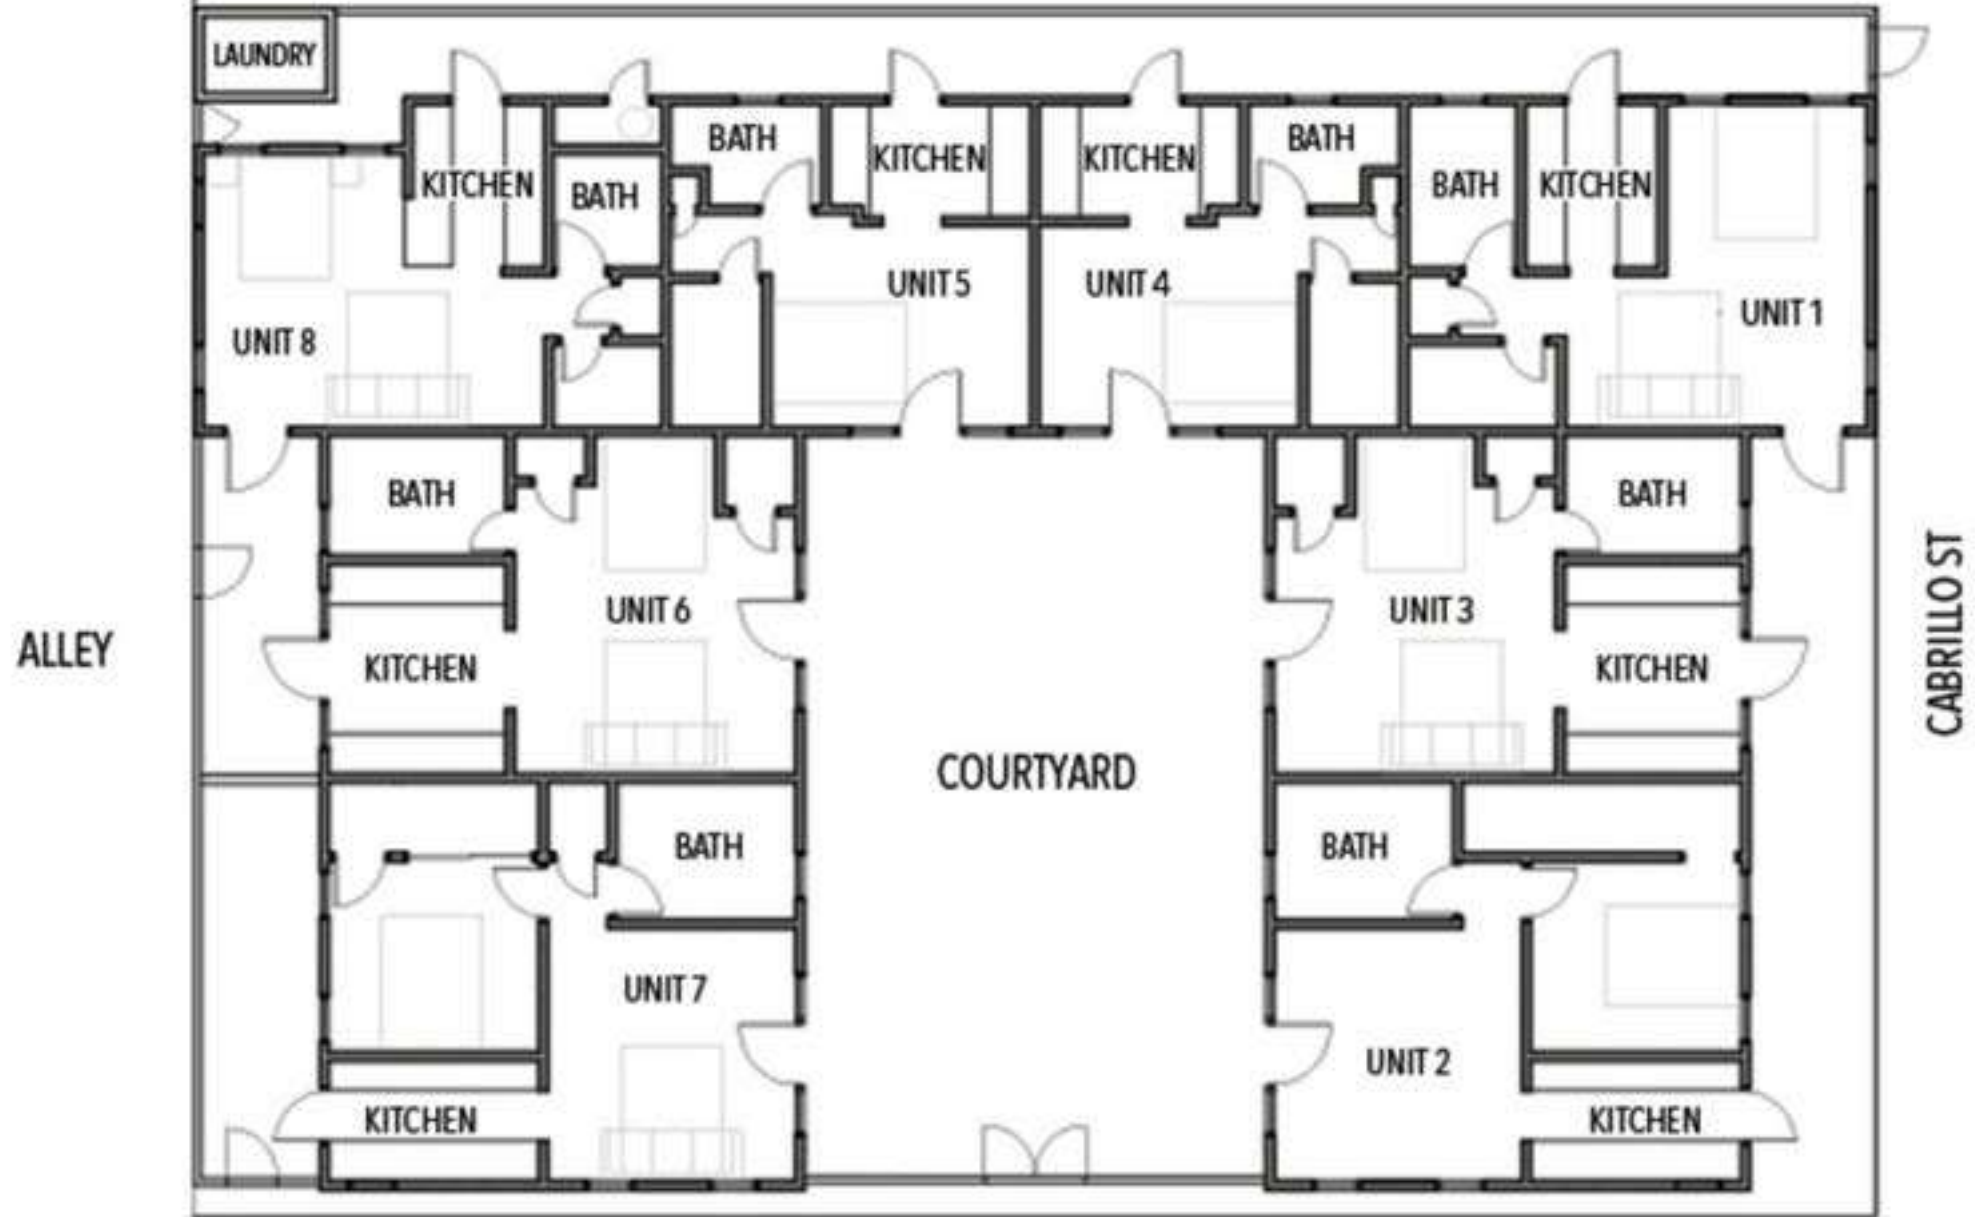 LAUNDRY
BATH
KITCHEN
KITCHEN
BATH
KITCHEN
BATH
BATH
KITCHEN
UNIT 8
UNIT 5
UNIT 4
UNIT 1
BATH
BATH
UNIT 6
UNIT 3
ALLEY
KITCHEN
KITCHEN
CABRILLO ST
COURTYARD
BATH
BATH
UNIT 7
UNIT 2
KITCHEN
KITCHEN